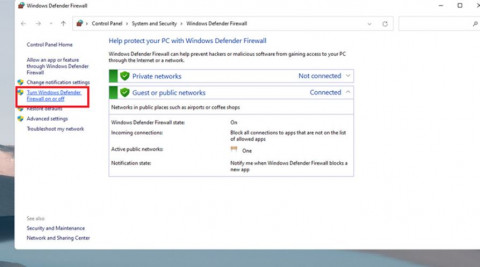 Windows Defender Firewall
Control Panel > System and Security > Windows Defender Firewall
Control Panel Home
Allow an app or feature
through Windows Defender
Firewall
Change notification settings
Turn Windows Defender
Firewall on or off
Restore defaults
Advanced settings
Troubleshoot my network
Help protect your PC with Windows Defender Firewall
Windows Defender Firewall can help prevent hackers or malicious software from gaining access to your PC
through the Internet or a network.
Private networks Not connected
Guest or public networks Connected
Networks in public places such as airports or coffee shops
Windows Defender Firewall state: On
Incoming connections: Block all connections to apps that are not on the list
of allowed apps
Active public networks: One
Notification state: Notify me when Windows Defender Firewall blocks a
new app
See also
Security and Maintenance
Network and Sharing Center